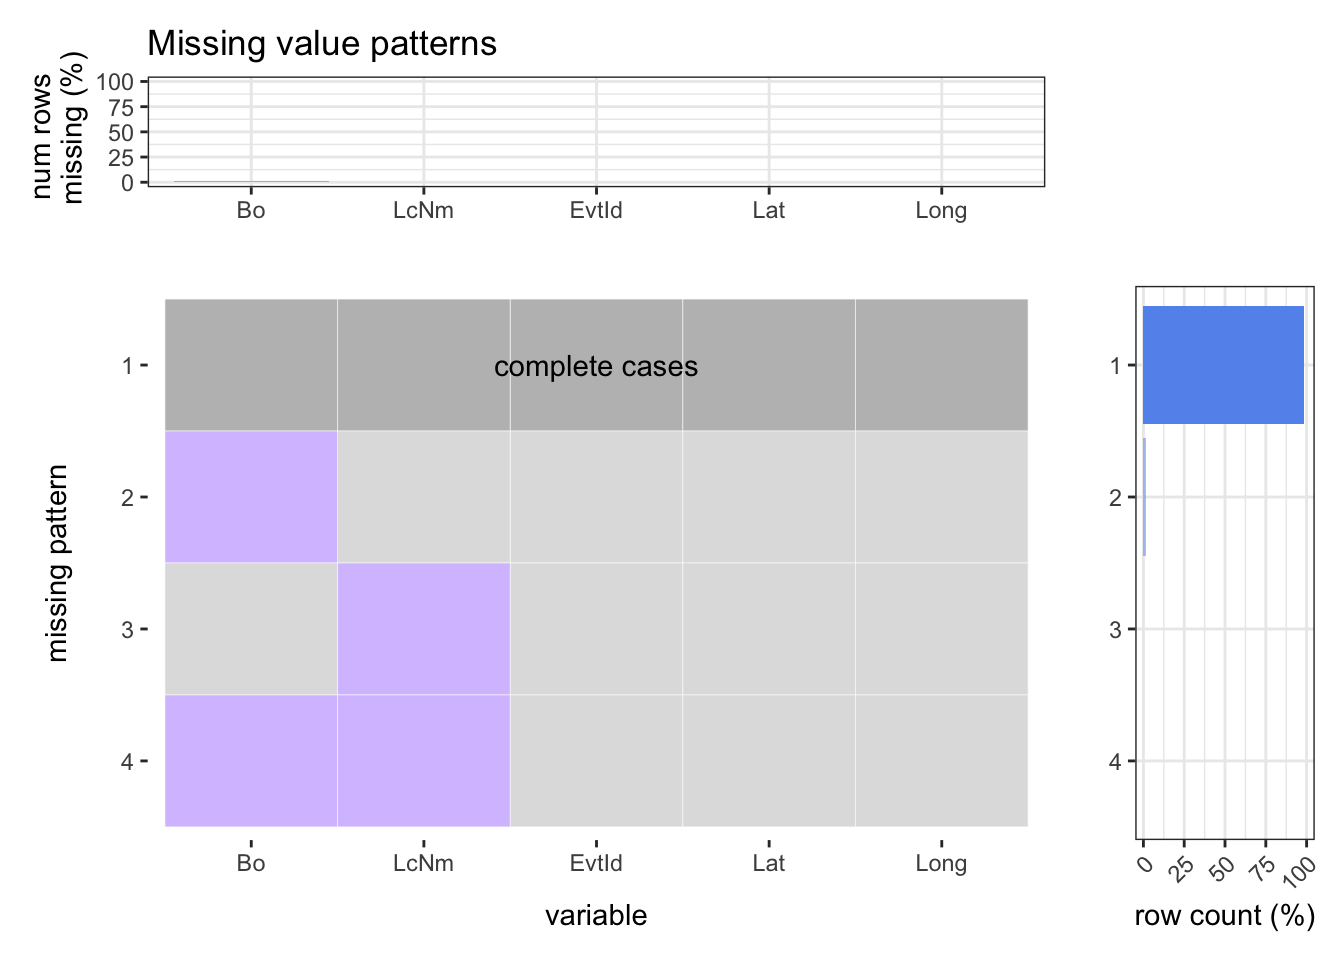 Missing value patterns
num rows
missing (%)
100
75
50
25
0
Bo LcNm EvtId Lat Long
missing pattern
1
2
3
4
complete cases
Bo LcNm EvtId Lat Long
variable
1
2
3
4
0 25 50 75 100
row count (%)